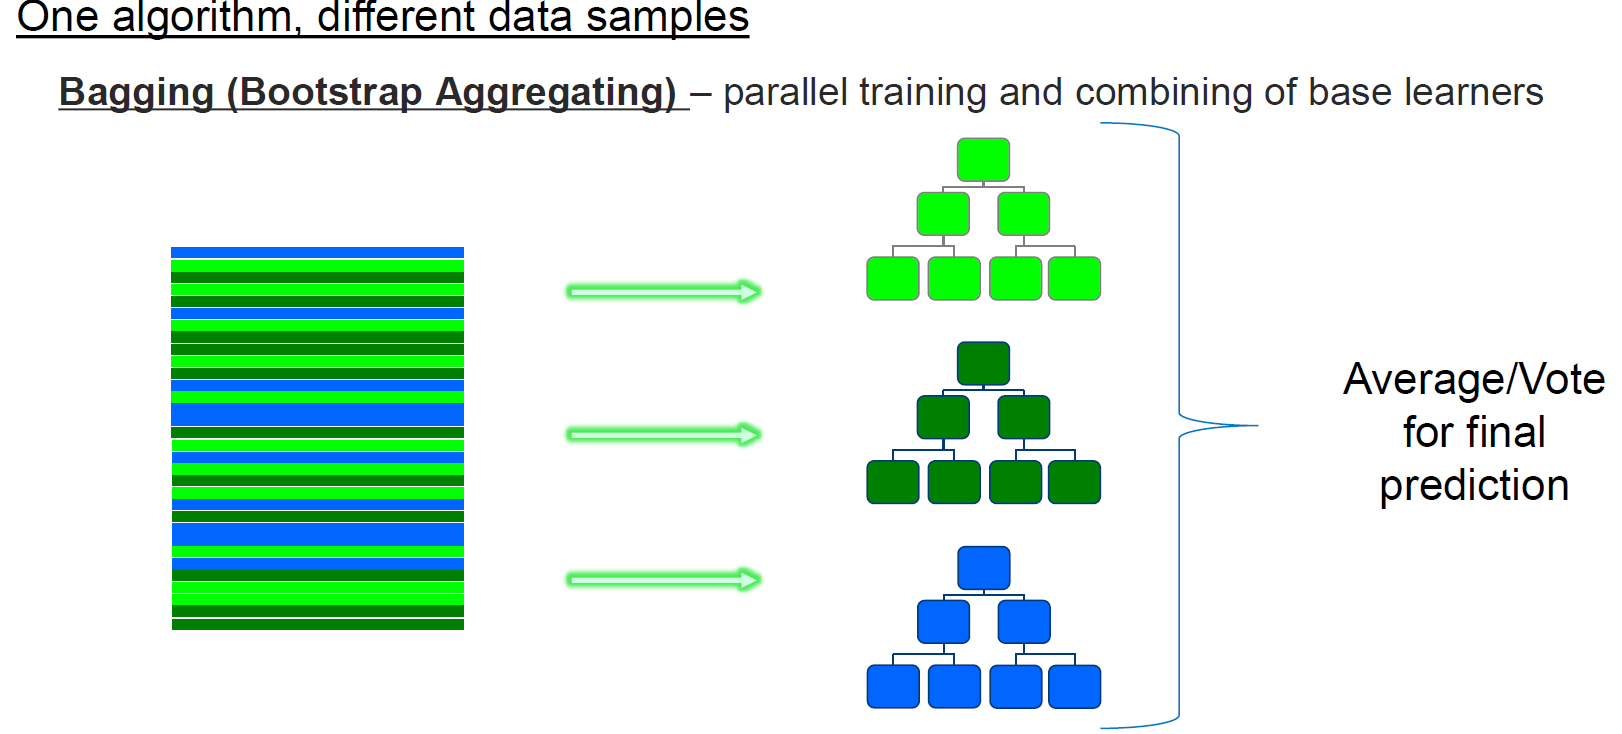 One algorithm, different data samples
Bagging (Bootstrap Aggregating) – parallel training and combining of base learners
Average/Vote
for final
prediction